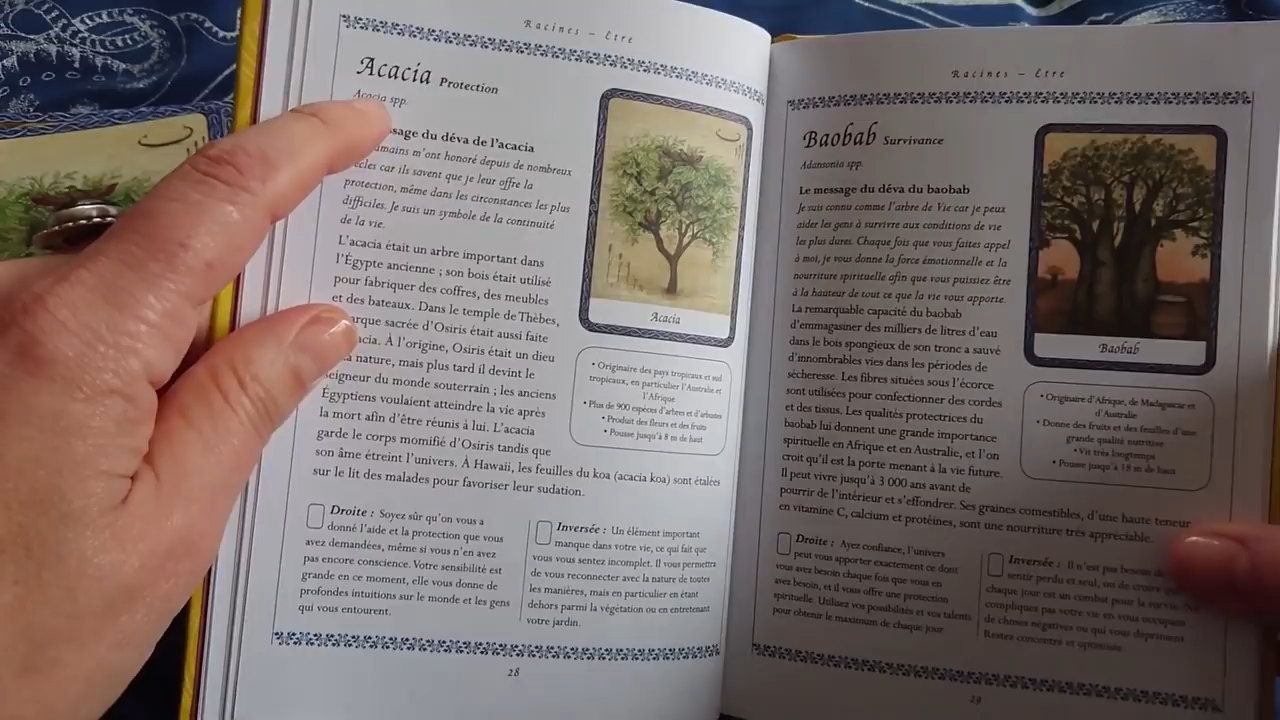 Racines – Être
Acacia Protection
Acacia spp.
sage du déva de l'acacia
umains m'ont honoré depuis de nombreux
cles car ils savent que je leur offre la
protection, même dans les circonstances les plus
difficiles. Je suis un symbole de la continuité
de la vie.
L'acacia était un arbre important dans
l'Égypte ancienne ; son bois était utilisé
pour fabriquer des coffres, des meubles
et des bateaux. Dans le temple de Thèbes,
arque sacrée d'Osiris était aussi faite
acia. À l'origine, Osiris était un dieu
nature, mais plus tard il devint le
seigneur du monde souterrain ; les anciens
Égyptiens voulaient atteindre la vie après
la mort afin d'être réunis à lui. L'acacia
garde le corps momifié d'Osiris tandis que
son âme étreint l'univers. À Hawaii, les feuilles du koa (acacia koa) sont étalées
sur le lit des malades pour favoriser leur sudation.
Acacia
• Originaire des pays tropicaux et sud
tropicaux, en particulier l'Australie et
l'Afrique
• Plus de 900 espèces d'arbres et d'arbustes
• Produit des fleurs et des fruits
• Pousse jusqu'à 8 m de haut
Droite : Soyez sûr qu'on vous a
donné l'aide et la protection que vous
avez demandées, même si vous n'en avez
pas encore conscience. Votre sensibilité est
grande en ce moment, elle vous donne de
profondes intuitions sur le monde et les gens
qui vous entourent.
Inversée : Un élément important
manque dans votre vie, ce qui fait que
vous vous sentez incomplet. Il vous permettra
de vous reconnecter avec la nature de toutes
les manières, mais en particulier en étant
dehors parmi la végétation ou en entretenant
votre jardin.
28
Racines – Être
Baobab Survivance
Adansonia spp.
Le message du déva du baobab
Je suis connu comme l'arbre de Vie car je peux
aider les gens à survivre aux conditions de vie
les plus dures. Chaque fois que vous faites appel
à moi, je vous donne la force émotionnelle et la
nourriture spirituelle afin que vous puissiez être
à la hauteur de tout ce que la vie vous apporte.
La remarquable capacité du baobab
d'emmagasiner des milliers de litres d'eau
dans le bois spongieux de son tronc a sauvé
d'innombrables vies dans les périodes de
sécheresse. Les fibres situées sous l'écorce
sont utilisées pour confectionner des cordes
et des tissus. Les qualités protectrices du
baobab lui donnent une grande importance
spirituelle en Afrique et en Australie, et l'on
croit qu'il est la porte menant à la vie future.
Il peut vivre jusqu'à 3 000 ans avant de
pourrir de l'intérieur et s'effondrer. Ses graines comestibles, d'une haute teneur
en vitamine C, calcium et protéines, sont une nourriture très appréciable.
Baobab
• Originaire d'Afrique, de Madagascar et
d'Australie
• Donne des fruits et des feuilles d'une
grande qualité nutritive
• Vit très longtemps
• Pousse jusqu'à 18 m de haut
Droite : Ayez confiance, l'univers
peut vous apporter exactement ce dont
vous avez besoin chaque fois que vous en
avez besoin, et il vous offre une protection
spirituelle. Utilisez vos possibilités et vos talents
pour obtenir le maximum de chaque jour
Inversée : Il n'est pas besoin de
sentir perdu et seul, ou de croire que
chaque jour est un combat pour la survie. Ne
compliquez pas votre vie en vous occupant
de choses négatives ou qui vous dépriment
Restez concentré et optimiste
29